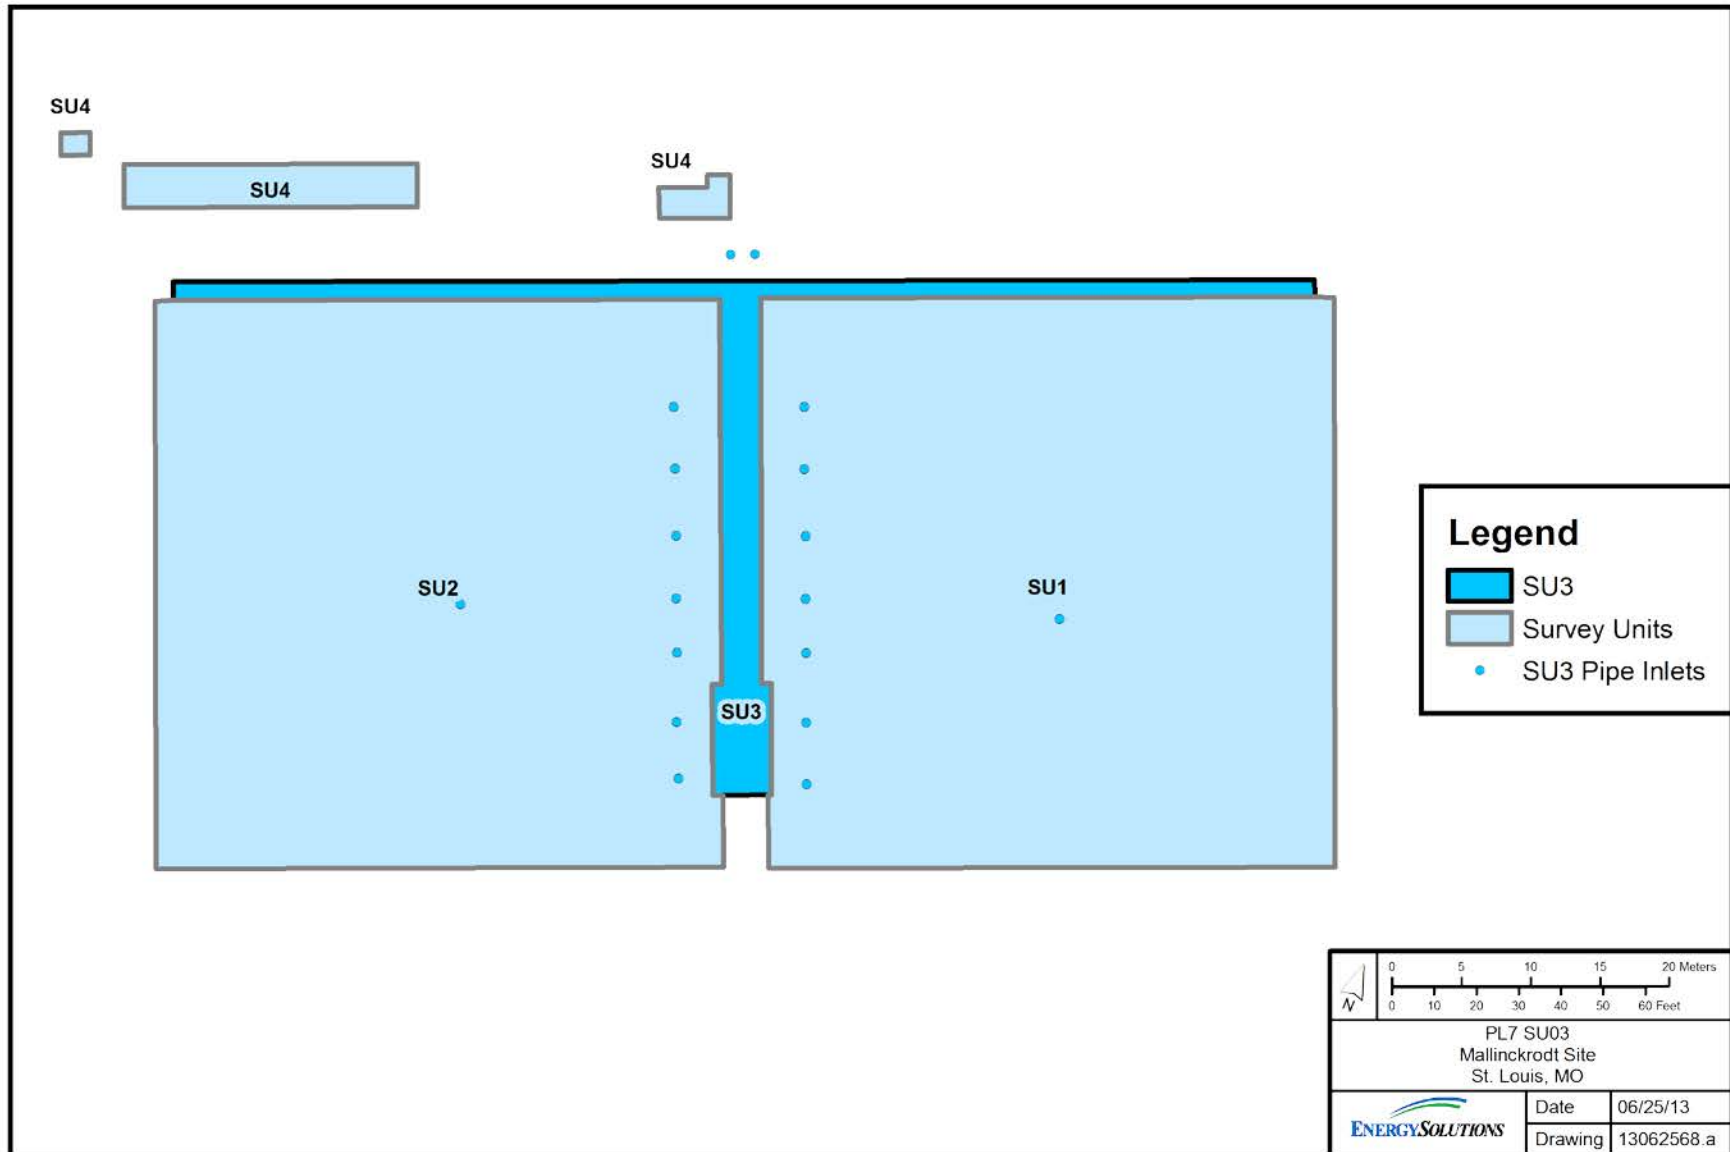 SU4
SU4
SU4
SU2
SU1
SU3
Legend
SU3
Survey Units
SU3 Pipe Inlets
N
0 5 10 15 20 Meters
0 10 20 30 40 50 60 Feet
PL7 SU03
Mallinckrodt Site
St. Louis, MO
ENERGYSOLUTIONS
Date 06/25/13
Drawing 13062568.a